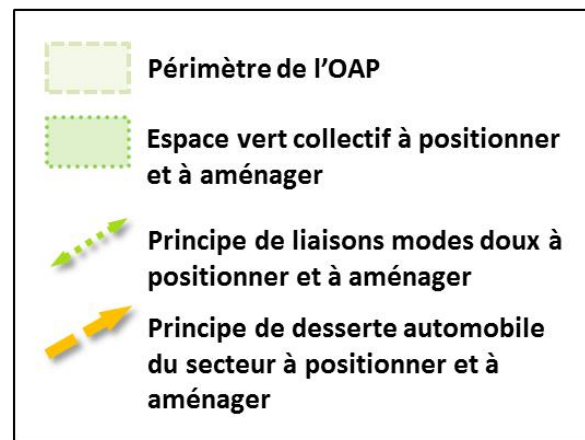 Périmètre de l’OAP
Espace vert collectif à positionner
et à aménager
Principe de liaisons modes doux à
positionner et à aménager
Principe de desserte automobile
du secteur à positionner et à
aménager